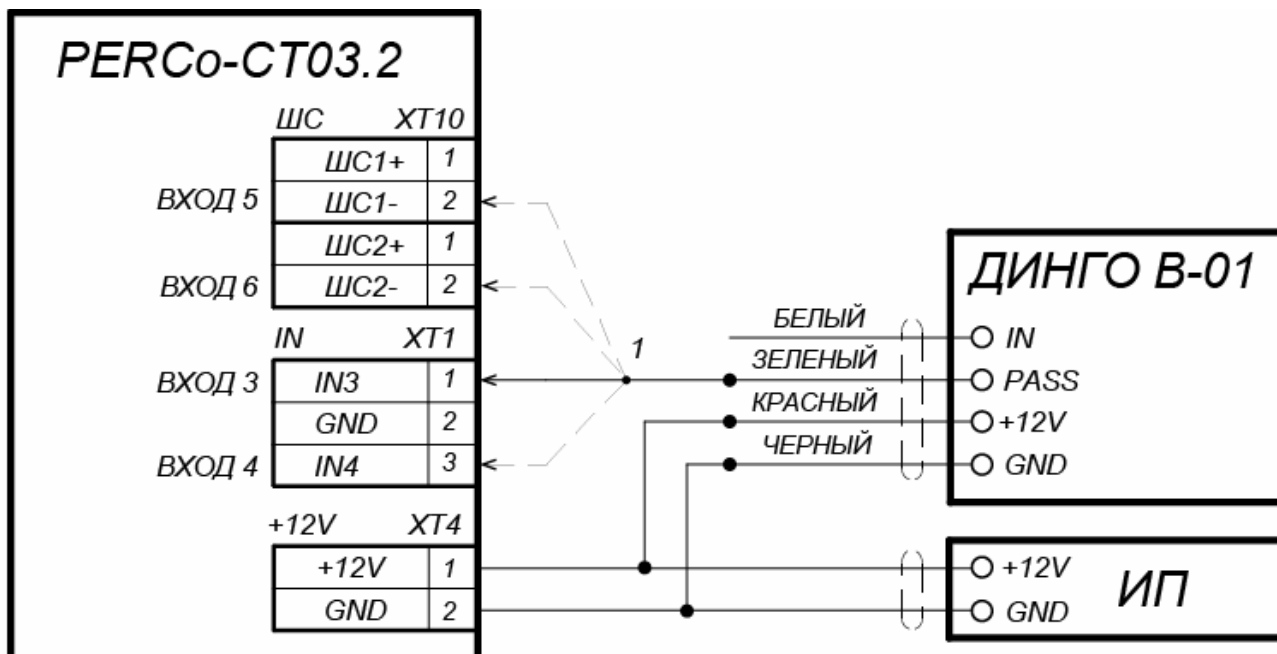 PERCo-CT03.2
ШС XT10
ШС1+ 1
ВХОД 5 ШС1- 2
ШС2+ 1
ВХОД 6 ШС2- 2
IN XT1
ВХОД 3 IN3 1
GND 2
ВХОД 4 IN4 3
+12V XT4
+12V 1
GND 2
1
БЕЛЫЙ
ЗЕЛЕНЫЙ
КРАСНЫЙ
ЧЕРНЫЙ
ДИНГО В-01
IN
PASS
+12V
GND
+12V
ИП
GND